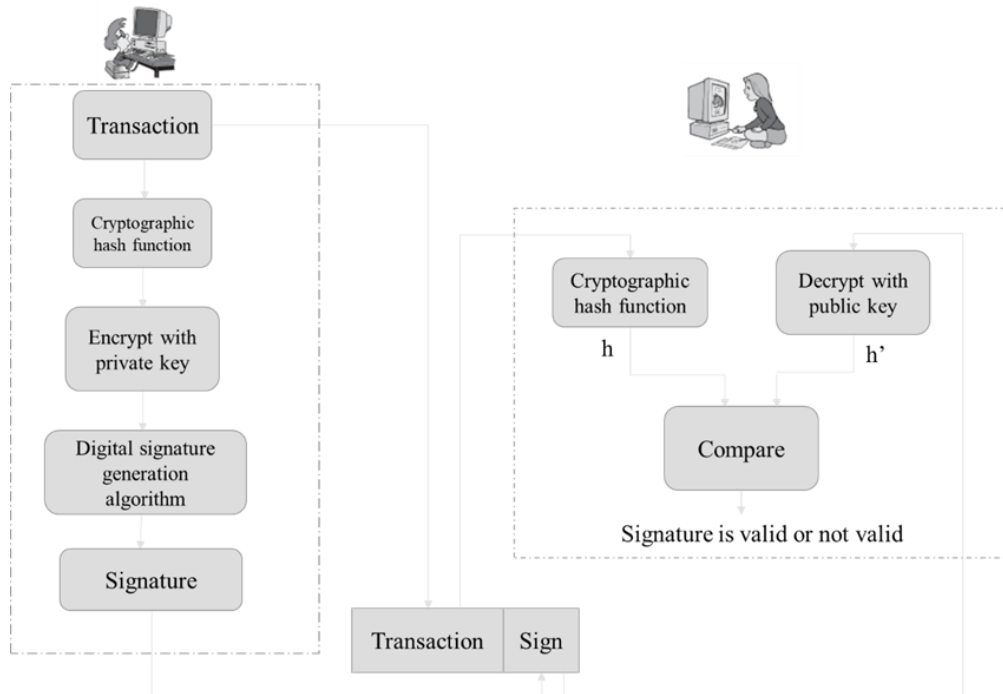 Transaction
Cryptographic
hash function
Encrypt with
private key
Digital signature
generation
algorithm
Signature
Transaction
Sign
Cryptographic
hash function
h
Decrypt with
public key
h’
Compare
Signature is valid or not valid